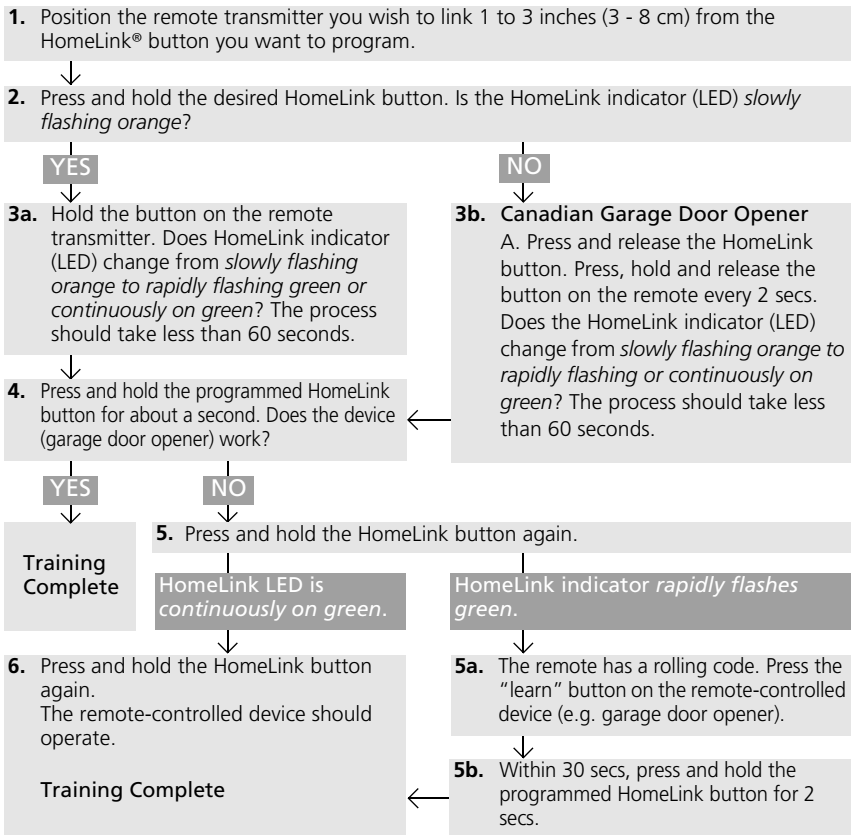 1. Position the remote transmitter you wish to link 1 to 3 inches (3 - 8 cm) from the
HomeLink® button you want to program.
2. Press and hold the desired HomeLink button. Is the HomeLink indicator (LED) slowly
flashing orange?
YES
NO
3a. Hold the button on the remote
transmitter. Does HomeLink indicator
(LED) change from slowly flashing
orange to rapidly flashing green or
continuously on green? The process
should take less than 60 seconds.
3b. Canadian Garage Door Opener
A. Press and release the HomeLink
button. Press, hold and release the
button on the remote every 2 secs.
Does the HomeLink indicator (LED)
change from slowly flashing orange to
rapidly flashing or continuously on
green? The process should take less
than 60 seconds.
4. Press and hold the programmed HomeLink
button for about a second. Does the device
(garage door opener) work?
YES
NO
Training
Complete
5. Press and hold the HomeLink button again.
HomeLink LED is
continuously on green.
HomeLink indicator rapidly flashes
green.
6. Press and hold the HomeLink button
again.
The remote-controlled device should
operate.
Training Complete
5a. The remote has a rolling code. Press the
“learn” button on the remote-controlled
device (e.g. garage door opener).
5b. Within 30 secs, press and hold the
programmed HomeLink button for 2
secs.